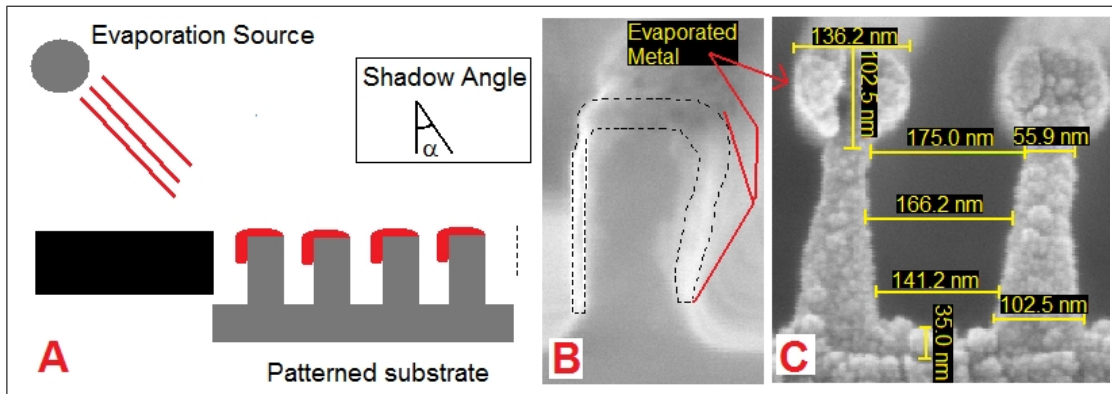 Evaporation Source
Shadow Angle
α
Patterned substrate
A
Evaporated
Metal
B
136.2 nm
102.5 nm
175.0 nm
55.9 nm
166.2 nm
141.2 nm
102.5 nm
35.0 nm
C